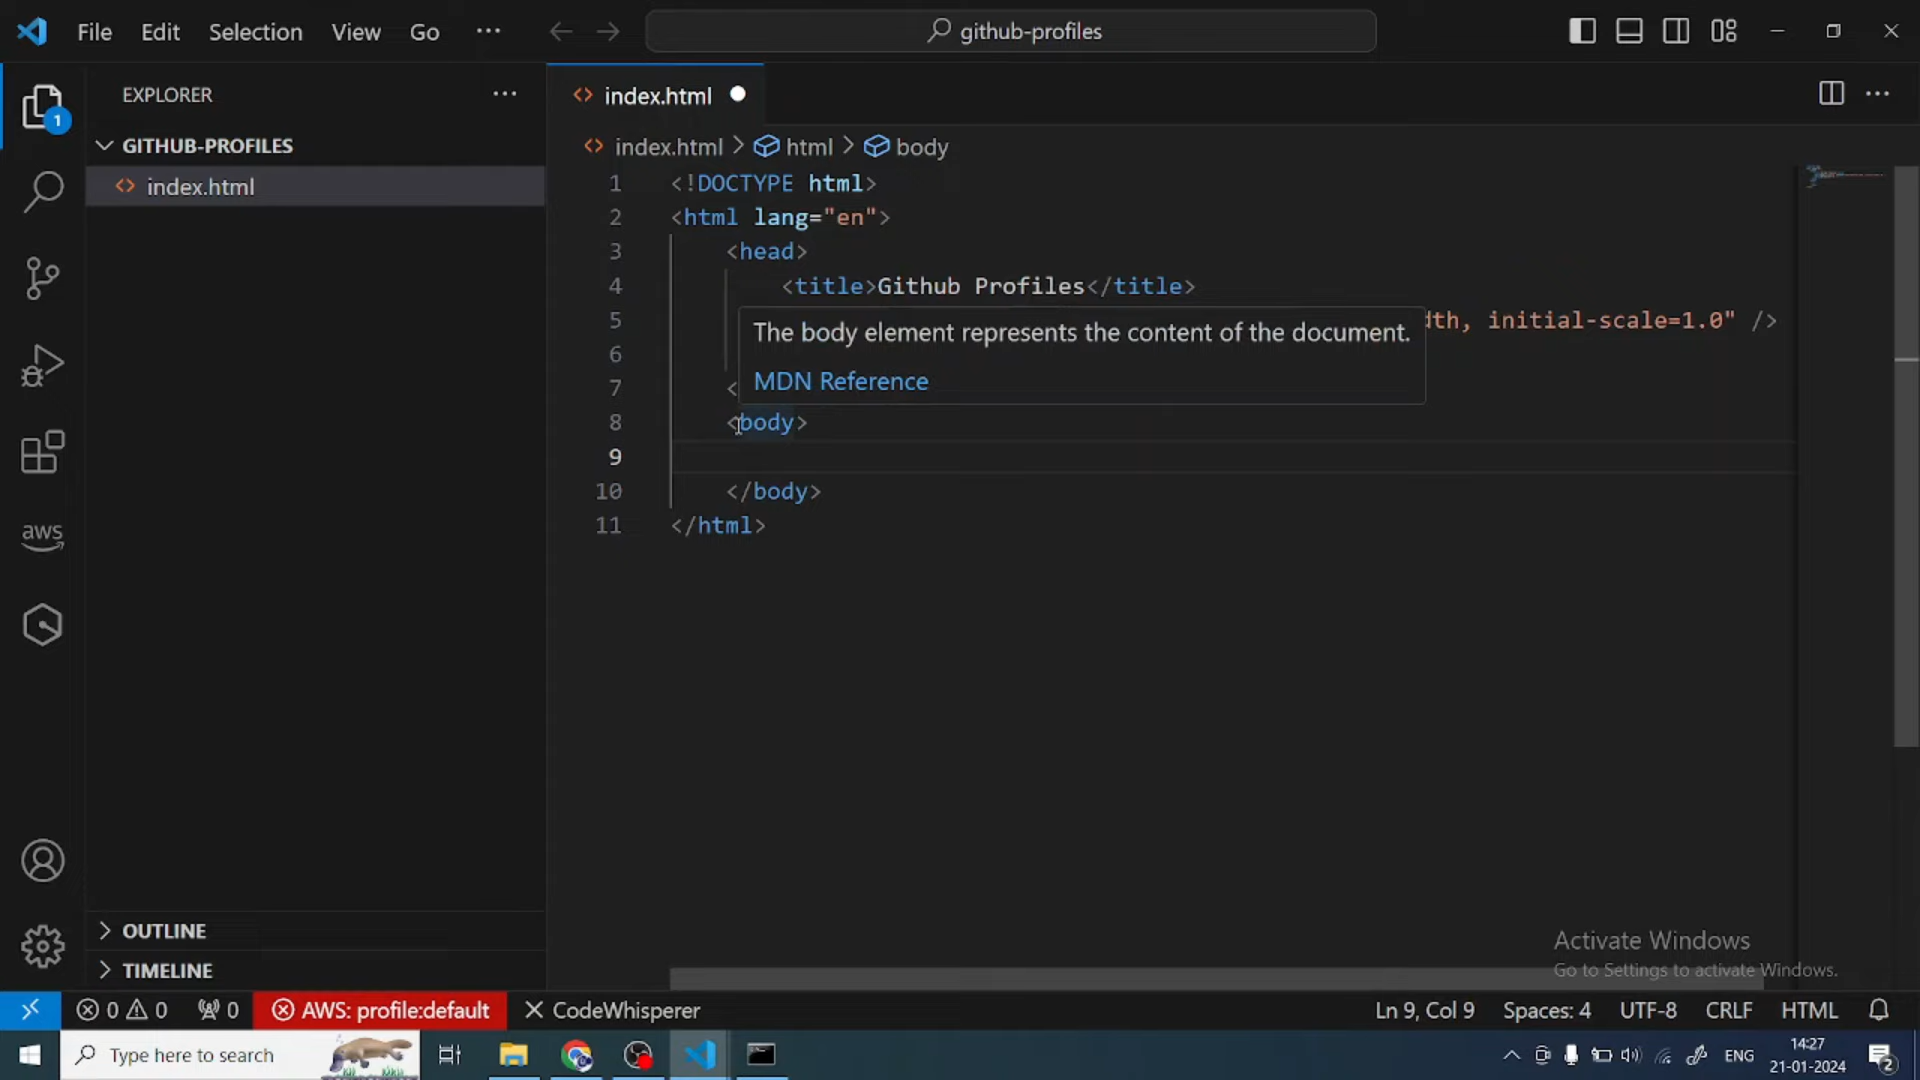 File Edit Selection View Go ··· github-profiles
EXPLORER ···
1
GITHUB-PROFILES
index.html
index.html
index.html > html > body
1 <!DOCTYPE html>
2 <html lang="en">
3 <head>
4 <title>Github Profiles</title>
5 dth, initial-scale=1.0" />
6
7 <
The body element represents the content of the document.
MDN Reference
8 <body>
9
10 </body>
11 </html>
aws
OUTLINE
TIMELINE
Activate Windows
Go to Settings to activate Windows.
0 0 0 AWS: profile:default CodeWhisperer Ln 9, Col 9 Spaces: 4 UTF-8 CRLF HTML
Type here to search ENG 14:27
21-01-2024 2